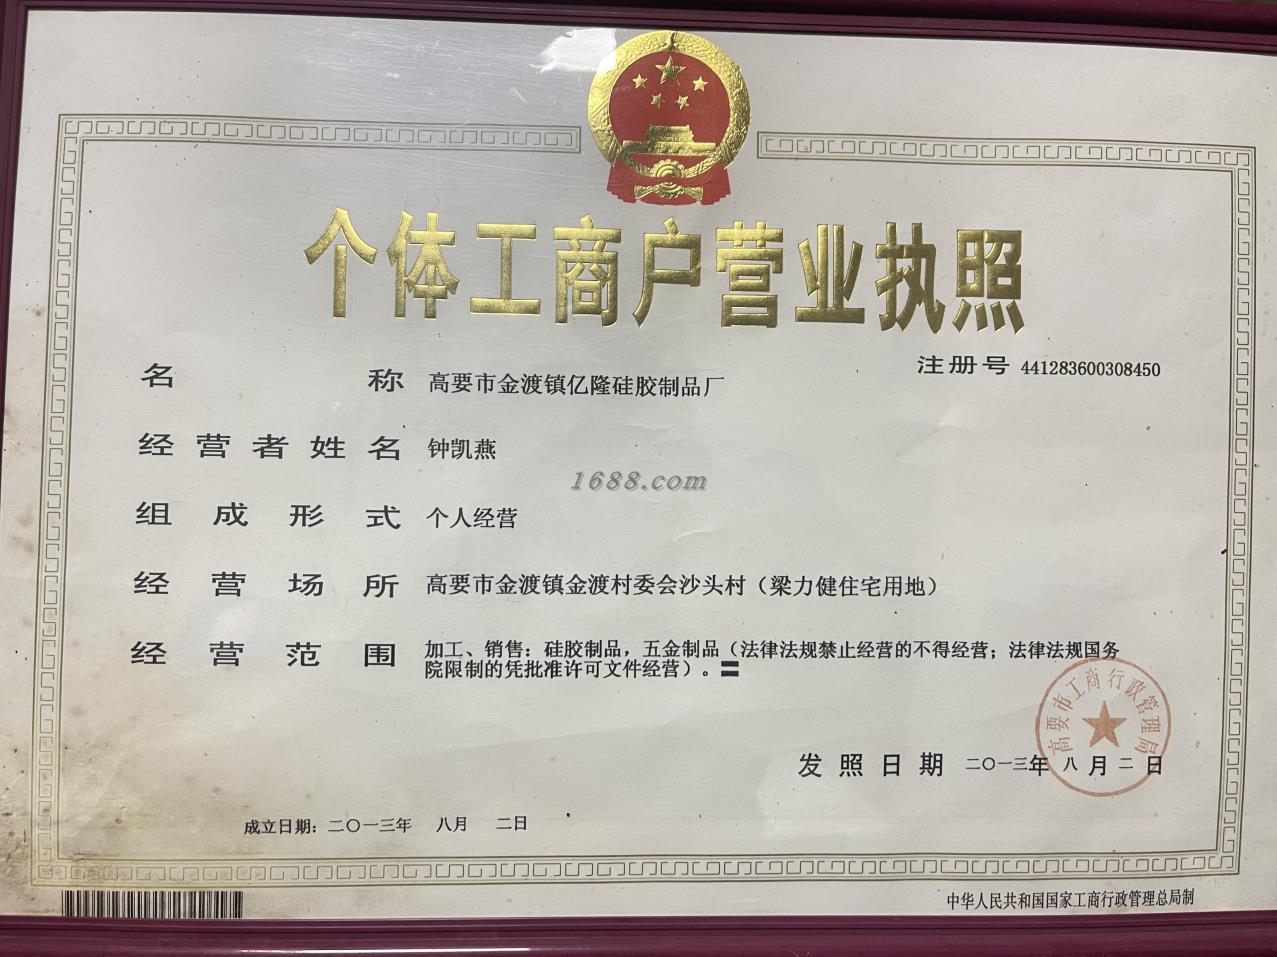 个体工商户营业执照
注册号 441283600308450
名称 高要市金渡镇亿隆硅胶制品厂
经营者姓名 钟凯燕
1688.com
组成形式 个人经营
经营场所 高要市金渡镇金渡村委会沙头村（梁力健住宅用地）
经营范围 加工、销售：硅胶制品，五金制品（法律法规禁止经营的不得经营；法律法规国务
院限制的凭批准许可文件经营）。〓
高要市工商行政管理局
发照日期 二〇一三年 八 月 二 日
成立日期：二〇一三年 八月 二日
中华人民共和国国家工商行政管理总局制